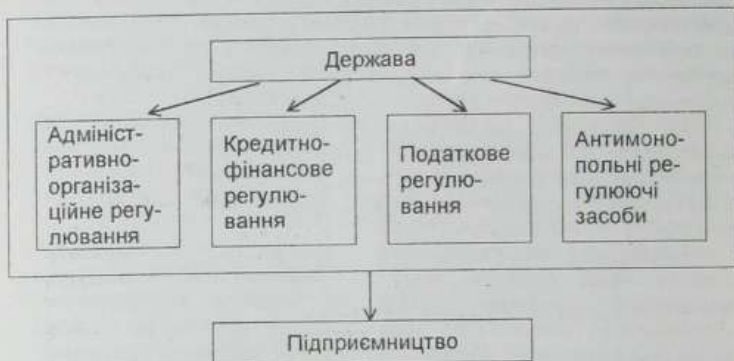 Держава
Адмініст-
ративно-
організа-
ційне регу-
лювання
Кредитно-
фінансове
регулю-
вання
Податкове
регулю-
вання
Антимоно-
польні ре-
гулюючі
засоби
Підприємництво